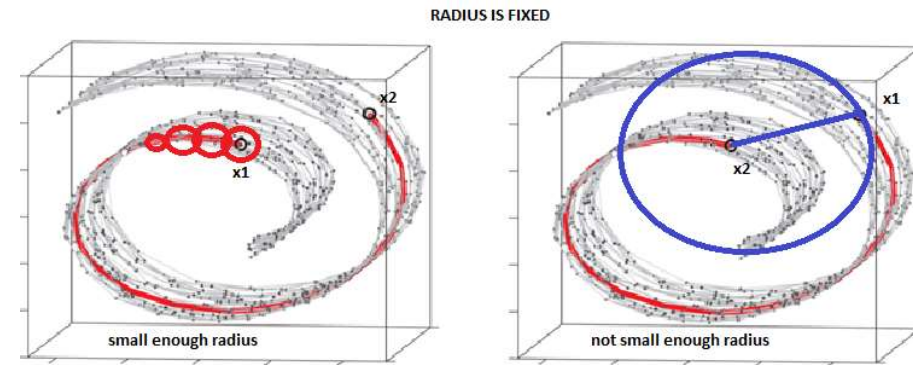 RADIUS IS FIXED
x2
x1
small enough radius
x1
x2
not small enough radius